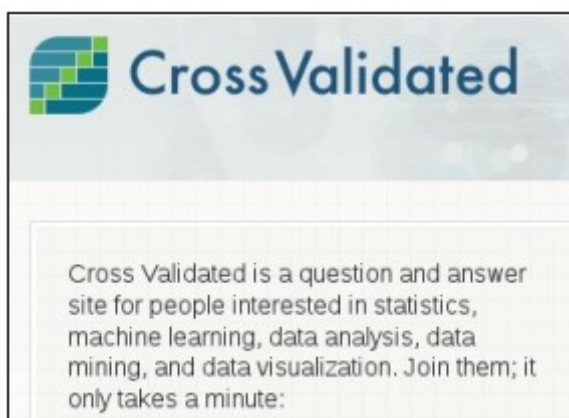 Cross Validated
Cross Validated is a question and answer
site for people interested in statistics,
machine learning, data analysis, data
mining, and data visualization. Join them; it
only takes a minute: